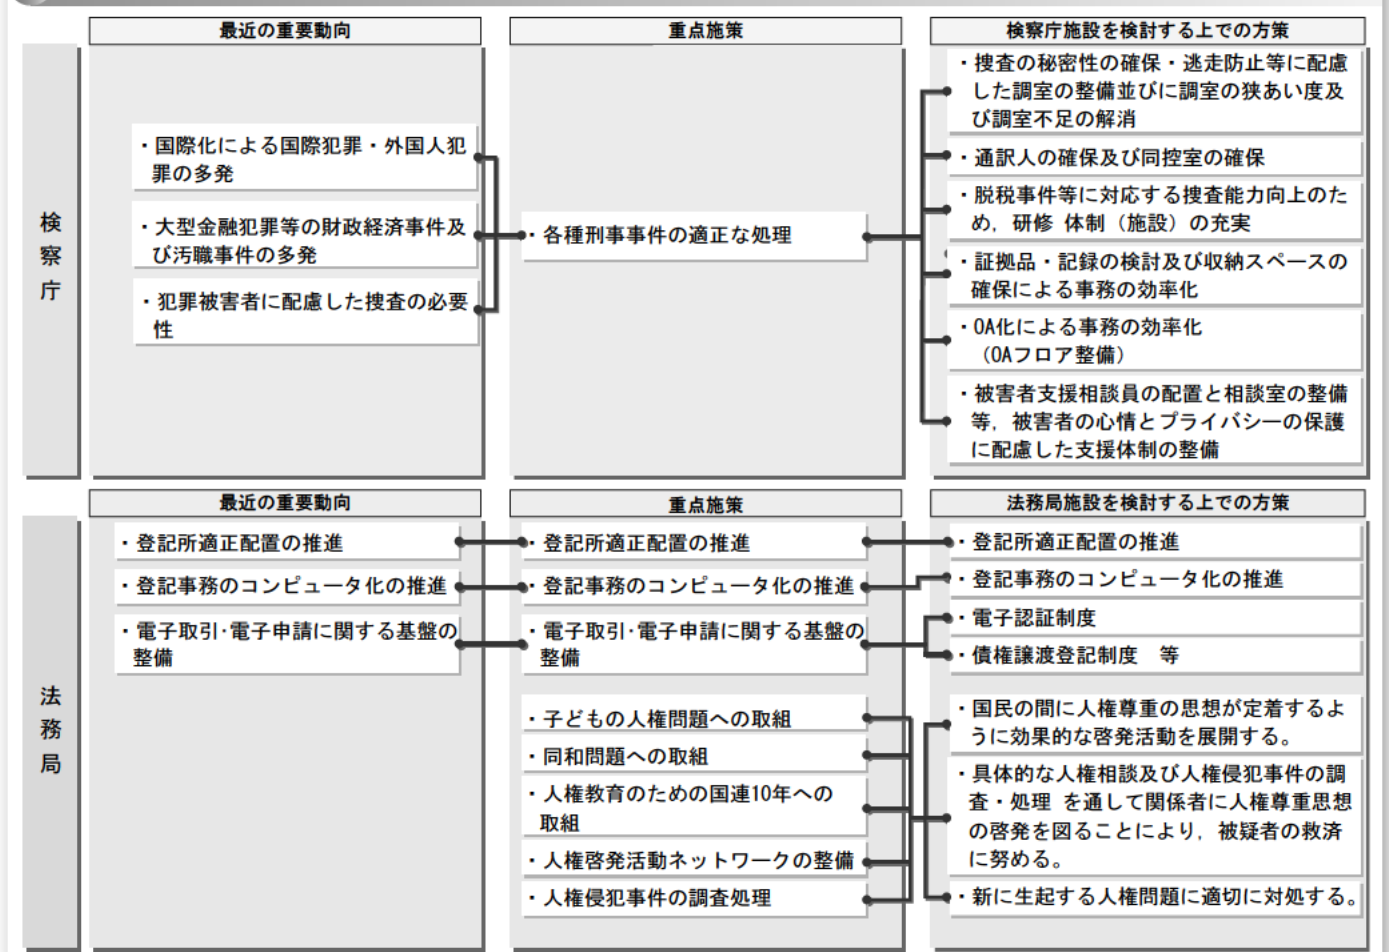 検察庁
最近の重要動向
・国際化による国際犯罪・外国人犯
罪の多発
・大型金融犯罪等の財政経済事件及
び汚職事件の多発
・犯罪被害者に配慮した捜査の必要
性
重点施策
・各種刑事事件の適正な処理
検察庁施設を検討する上での方策
・捜査の秘密性の確保・逃走防止等に配慮
した調室の整備並びに調室の狭あい度及
び調室不足の解消
・通訳人の確保及び同控室の確保
・脱税事件等に対応する捜査能力向上のた
め，研修 体制（施設）の充実
・証拠品・記録の検討及び収納スペースの
確保による事務の効率化
・OA化による事務の効率化
（OAフロア整備）
・被害者支援相談員の配置と相談室の整備
等，被害者の心情とプライバシーの保護
に配慮した支援体制の整備
法務局
最近の重要動向
・登記所適正配置の推進
・登記事務のコンピュータ化の推進
・電子取引･電子申請に関する基盤の
整備
重点施策
・登記所適正配置の推進
・登記事務のコンピュータ化の推進
・電子取引･電子申請に関する基盤の
整備
・子どもの人権問題への取組
・同和問題への取組
・人権教育のための国連10年への
取組
・人権啓発活動ネットワークの整備
・人権侵犯事件の調査処理
法務局施設を検討する上での方策
・登記所適正配置の推進
・登記事務のコンピュータ化の推進
・電子認証制度
・債権譲渡登記制度　等
・国民の間に人権尊重の思想が定着するよ
うに効果的な啓発活動を展開する。
・具体的な人権相談及び人権侵犯事件の調
査・処理 を通して関係者に人権尊重思想
の啓発を図ることにより，被疑者の救済
に努める。
・新に生起する人権問題に適切に対処する。